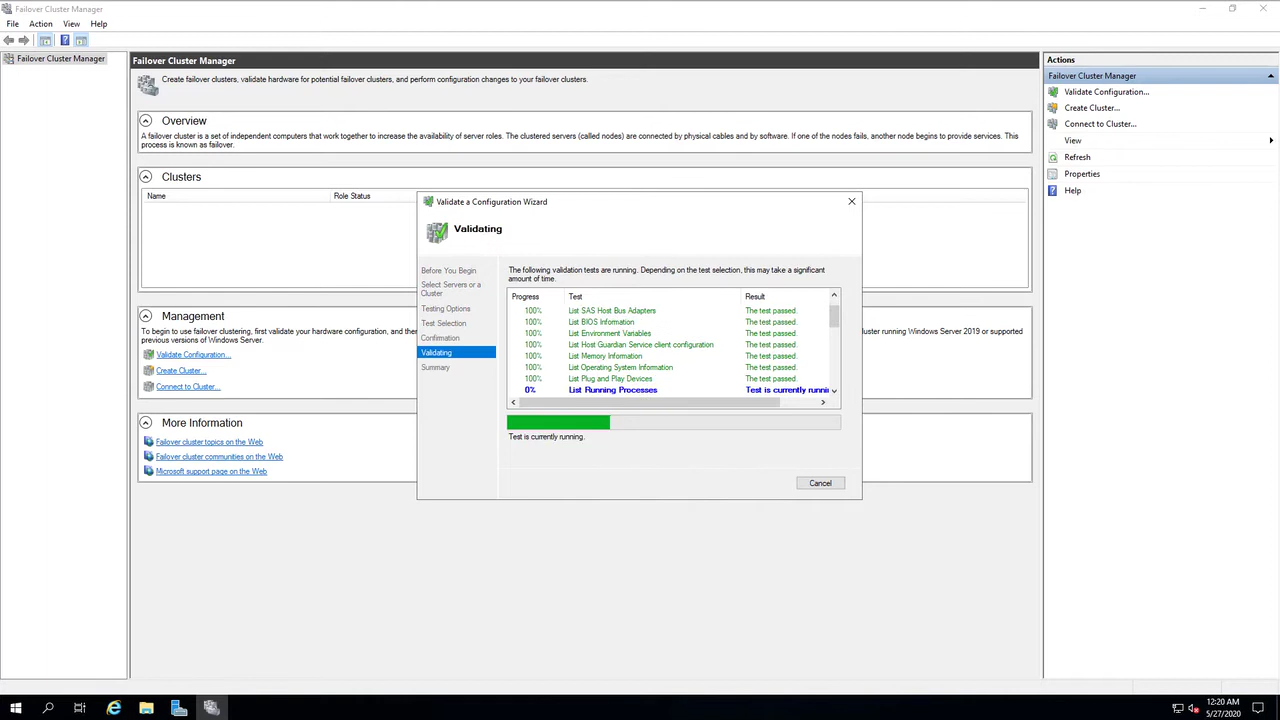 Failover Cluster Manager
File Action View Help
Failover Cluster Manager
Failover Cluster Manager
Create failover clusters, validate hardware for potential failover clusters, and perform configuration changes to your failover clusters.
Overview
A failover cluster is a set of independent computers that work together to increase the availability of server roles. The clustered servers (called nodes) are connected by physical cables and by software. If one of the nodes fails, another node begins to provide services. This
process is known as failover.
Clusters
Name Role Status
Management
To begin to use failover clustering, first validate your hardware configuration, and then
cluster running Windows Server 2019 or supported
previous versions of Windows Server.
Validate Configuration...
Create Cluster...
Connect to Cluster...
More Information
Failover cluster topics on the Web
Failover cluster communities on the Web
Microsoft support page on the Web
Validate a Configuration Wizard
Validating
Before You Begin
Select Servers or a
Cluster
Testing Options
Test Selection
Confirmation
Validating
Summary
The following validation tests are running. Depending on the test selection, this may take a significant
amount of time.
Progress Test Result
100% List SAS Host Bus Adapters The test passed.
100% List BIOS Information The test passed.
100% List Environment Variables The test passed.
100% List Host Guardian Service client configuration The test passed.
100% List Memory Information The test passed.
100% List Operating System Information The test passed.
100% List Plug and Play Devices The test passed.
0% List Running Processes Test is currently runni
Test is currently running.
Cancel
Actions
Failover Cluster Manager
Validate Configuration...
Create Cluster...
Connect to Cluster...
View
Refresh
Properties
Help
12:20 AM
5/27/2020